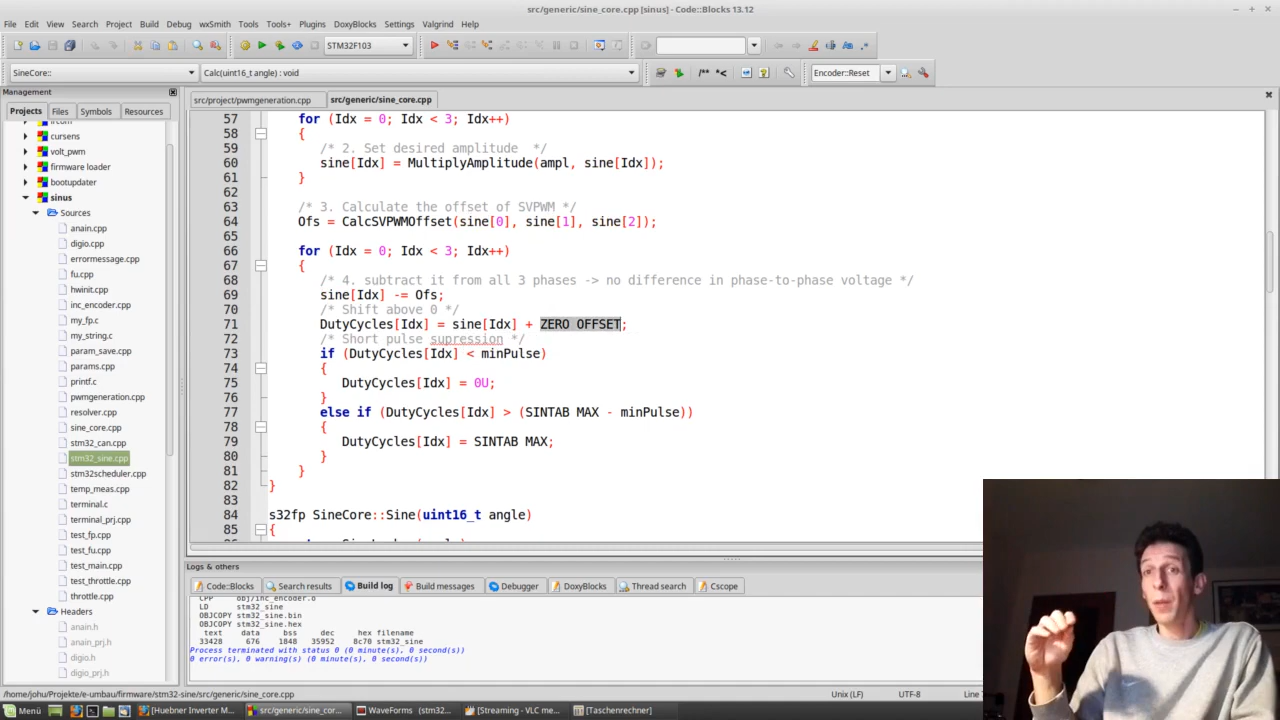 src/generic/sine_core.cpp [sinus] - Code::Blocks 13.12
File Edit View Search Project Build Debug wxSmith Tools Tools+ Plugins DoxyBlocks Settings Valgrind Help
STM32F103
SineCore:: Calc(uint16_t angle) : void /** *< Encoder::Reset
Management
Projects Files Symbols Resources
cursens
volt_pwm
firmware loader
bootupdater
sinus
Sources
anain.cpp
digio.cpp
errormessage.cpp
fu.cpp
hwinit.cpp
inc_encoder.cpp
my_fp.c
my_string.c
param_save.cpp
params.cpp
printf.c
pwmgeneration.cpp
resolver.cpp
sine_core.cpp
stm32_can.cpp
stm32_sine.cpp
stm32scheduler.cpp
temp_meas.cpp
terminal.c
terminal_prj.cpp
test_fp.cpp
test_fu.cpp
test_main.cpp
test_throttle.cpp
throttle.cpp
Headers
anain.h
anain_prj.h
digio.h
digio_prj.h
src/project/pwmgeneration.cpp src/generic/sine_core.cpp
57 for (Idx = 0; Idx < 3; Idx++)
58 {
59 /* 2. Set desired amplitude */
60 sine[Idx] = MultiplyAmplitude(ampl, sine[Idx]);
61 }
62
63 /* 3. Calculate the offset of SVPWM */
64 Ofs = CalcSVPWMOffset(sine[0], sine[1], sine[2]);
65
66 for (Idx = 0; Idx < 3; Idx++)
67 {
68 /* 4. subtract it from all 3 phases -> no difference in phase-to-phase voltage */
69 sine[Idx] -= Ofs;
70 /* Shift above 0 */
71 DutyCycles[Idx] = sine[Idx] + ZERO_OFFSET;
72 /* Short pulse supression */
73 if (DutyCycles[Idx] < minPulse)
74 {
75 DutyCycles[Idx] = 0U;
76 }
77 else if (DutyCycles[Idx] > (SINTAB_MAX - minPulse))
78 {
79 DutyCycles[Idx] = SINTAB_MAX;
80 }
81 }
82 }
83
84 s32fp SineCore::Sine(uint16_t angle)
85 {
Logs & others
Code::Blocks Search results Build log Build messages Debugger DoxyBlocks Thread search Cscope
CPP obj/inc_encoder.o
LD stm32_sine
OBJCOPY stm32_sine.bin
OBJCOPY stm32_sine.hex
text data bss dec hex filename
33428 676 1848 35952 8c70 stm32_sine
Process terminated with status 0 (0 minute(s), 0 second(s))
0 error(s), 0 warning(s) (0 minute(s), 0 second(s))
/home/johu/Projekte/e-umbau/firmware/stm32-sine/src/generic/sine_core.cpp Unix (LF) UTF-8 Line
Menü [Huebner Inverter M... src/generic/sine_cor... WaveForms (stm32... [Streaming - VLC me... [Taschenrechner]